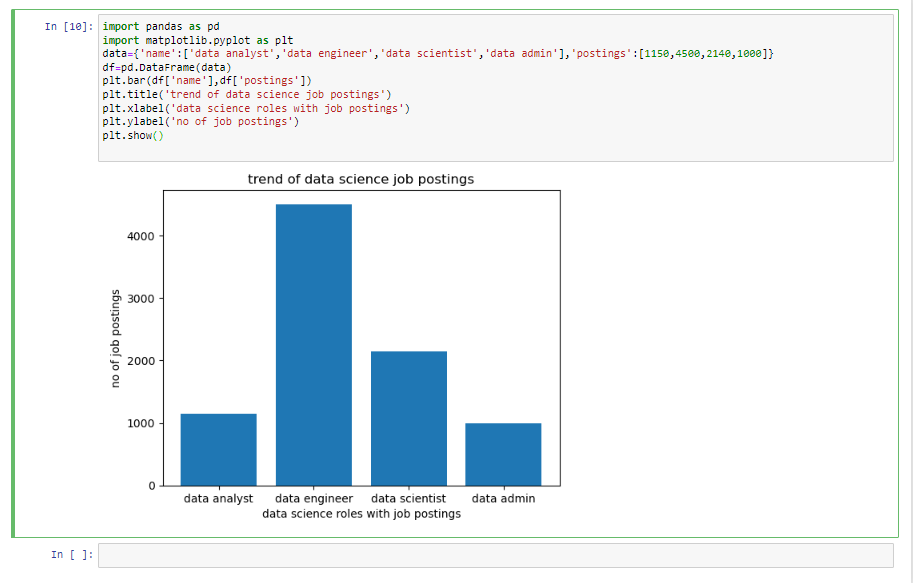 In [10]: import pandas as pd
import matplotlib.pyplot as plt
data={'name':['data analyst','data engineer','data scientist','data admin'],'postings':[1150,4500,2140,1000]}
df=pd.DataFrame(data)
plt.bar(df['name'],df['postings'])
plt.title('trend of data science job postings')
plt.xlabel('data science roles with job postings')
plt.ylabel('no of job postings')
plt.show()
trend of data science job postings
no of job postings
4000
3000
2000
1000
0
data analyst data engineer data scientist data admin
data science roles with job postings
In [ ]: